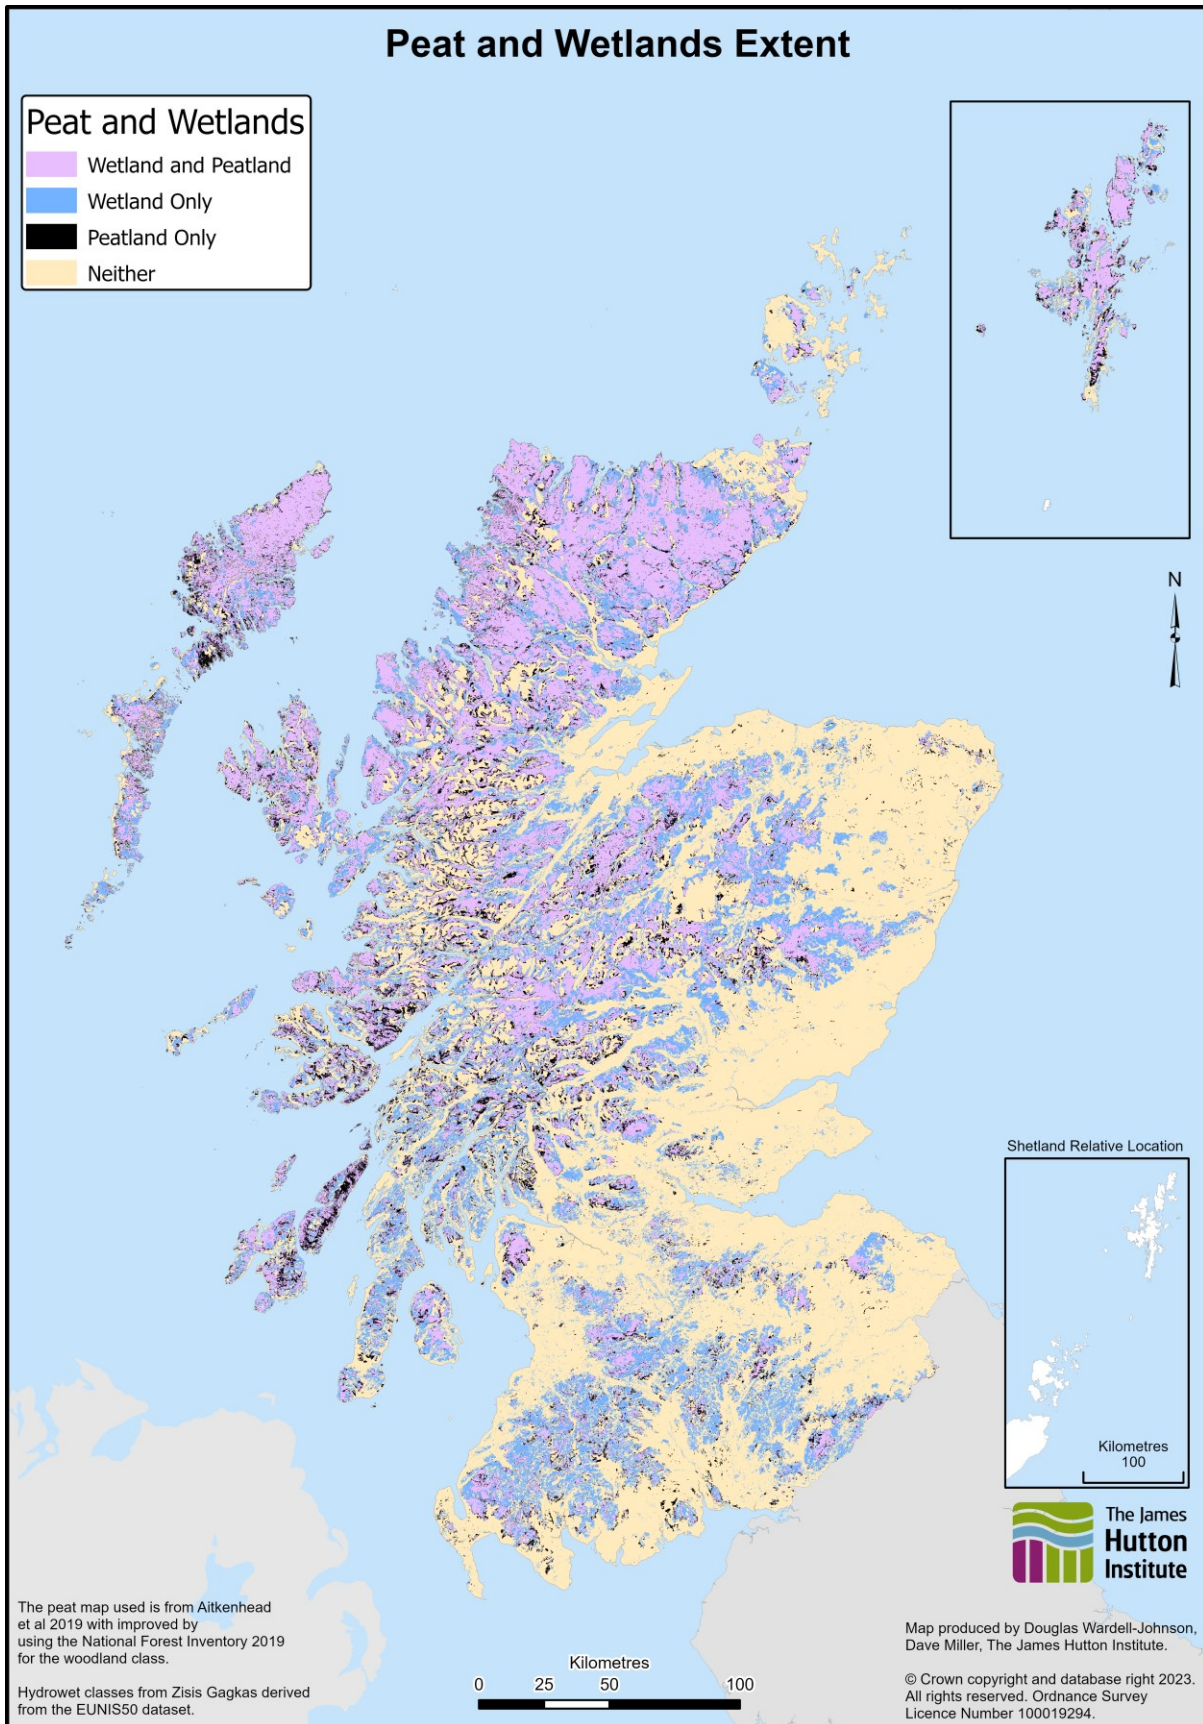 Peat and Wetlands Extent
Peat and Wetlands
Wetland and Peatland
Wetland Only
Peatland Only
Neither
N
Shetland Relative Location
Kilometres
100
The James
Hutton
Institute
The peat map used is from Aitkenhead
et al 2019 with improved by
using the National Forest Inventory 2019
for the woodland class.
Hydrowet classes from Zisis Gagkas derived
from the EUNIS50 dataset.
Kilometres
0 25 50 100
Map produced by Douglas Wardell-Johnson,
Dave Miller, The James Hutton Institute.
© Crown copyright and database right 2023.
All rights reserved. Ordnance Survey
Licence Number 100019294.